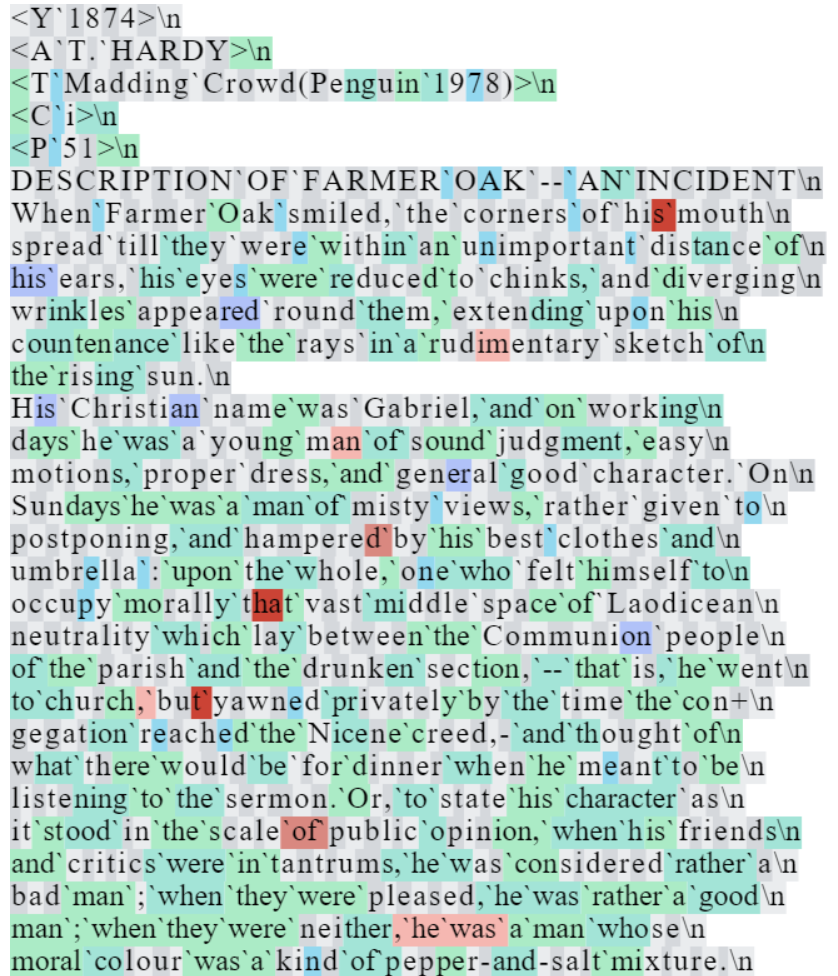 <Y`1874>\n
<A`T.`HARDY>\n
<T`Madding`Crowd(Penguin`1978)>\n
<C`i>\n
<P`51>\n
DESCRIPTION`OF`FARMER`OAK`--`AN`INCIDENT\n
When`Farmer`Oak`smiled,`the`corners`of`his`mouth\n
spread`till`they`were`within`an`unimportant`distance`of\n
his`ears,`his`eyes`were`reduced`to`chinks,`and`diverging\n
wrinkles`appeared`round`them,`extending`upon`his\n
countenance`like`the`rays`in`a`rudimentary`sketch`of\n
the`rising`sun.\n
His`Christian`name`was`Gabriel,`and`on`working\n
days`he`was`a`young`man`of`sound`judgment,`easy\n
motions,`proper`dress,`and`general`good`character.`On\n
Sundays`he`was`a`man`of`misty`views,`rather`given`to\n
postponing,`and`hampered`by`his`best`clothes`and\n
umbrella`:`upon`the`whole,`one`who`felt`himself`to\n
occupy`morally`that`vast`middle`space`of`Laodicean\n
neutrality`which`lay`between`the`Communion`people\n
of`the`parish`and`the`drunken`section,`--`that`is,`he`went\n
to`church,`but`yawned`privately`by`the`time`the`con+\n
gegation`reached`the`Nicene`creed,-`and`thought`of\n
what`there`would`be`for`dinner`when`he`meant`to`be\n
listening`to`the`sermon.`Or,`to`state`his`character`as\n
it`stood`in`the`scale`of`public`opinion,`when`his`friends\n
and`critics`were`in`tantrums,`he`was`considered`rather`a\n
bad`man`;`when`they`were`pleased,`he`was`rather`a`good\n
man`;`when`they`were`neither,`he`was`a`man`whose\n
moral`colour`was`a`kind`of`pepper-and-salt`mixture.\n